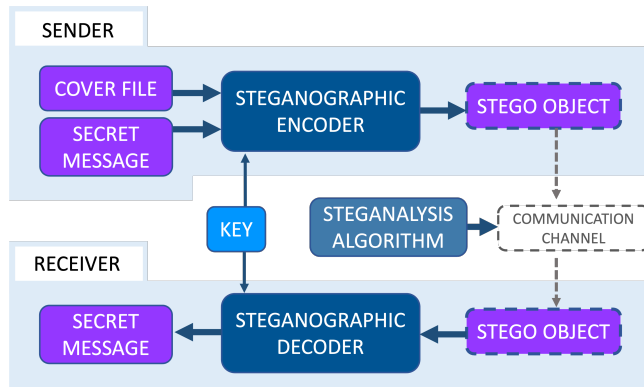 SENDER
COVER FILE
SECRET
MESSAGE
STEGANOGRAPHIC
ENCODER
STEGO OBJECT
KEY
STEGANALYSIS
ALGORITHM
COMMUNICATION
CHANNEL
RECEIVER
SECRET
MESSAGE
STEGANOGRAPHIC
DECODER
STEGO OBJECT